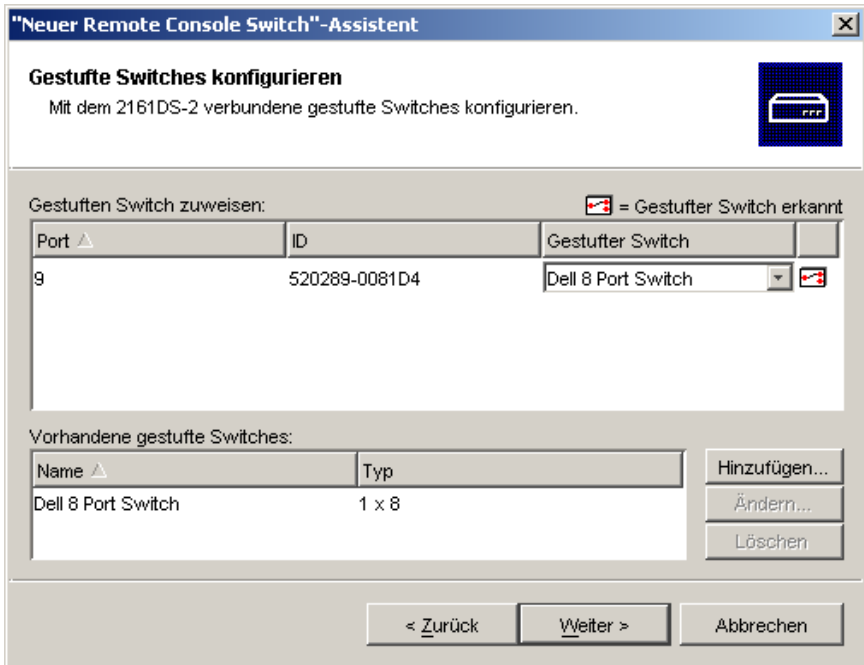 "Neuer Remote Console Switch"-Assistent
Gestufte Switches konfigurieren
Mit dem 2161DS-2 verbundene gestufte Switches konfigurieren.
Gestuften Switch zuweisen:
= Gestufter Switch erkannt
Port ID Gestufter Switch
9 520289-0081D4 Dell 8 Port Switch
Vorhandene gestufte Switches:
Name Typ
Dell 8 Port Switch 1 x 8
Hinzufügen...
Ändern...
Löschen
< Zurück Weiter > Abbrechen